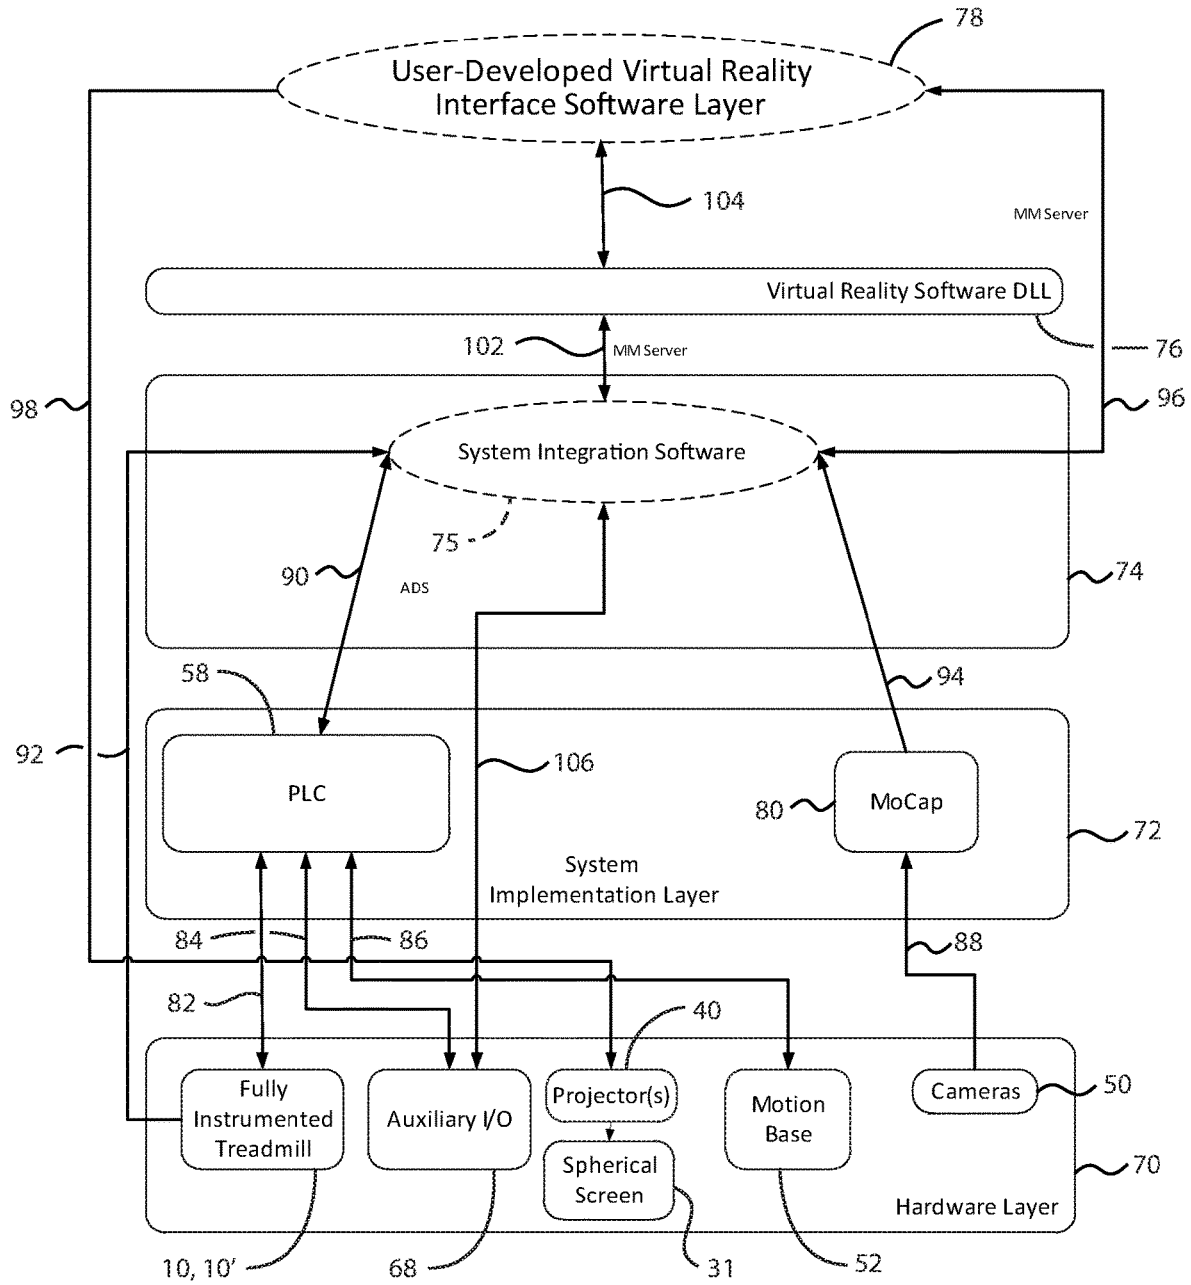 78
User-Developed Virtual Reality
Interface Software Layer
104
MM Server
Virtual Reality Software DLL
102
MM Server
76
98
96
System Integration Software
75
90
ADS
74
58
94
92
106
PLC
80
MoCap
72
System
Implementation Layer
84
86
88
82
40
Fully
Instrumented
Treadmill
Auxiliary I/O
Projector(s)
Spherical
Screen
Motion
Base
Cameras
50
70
Hardware Layer
10, 10'
68
31
52